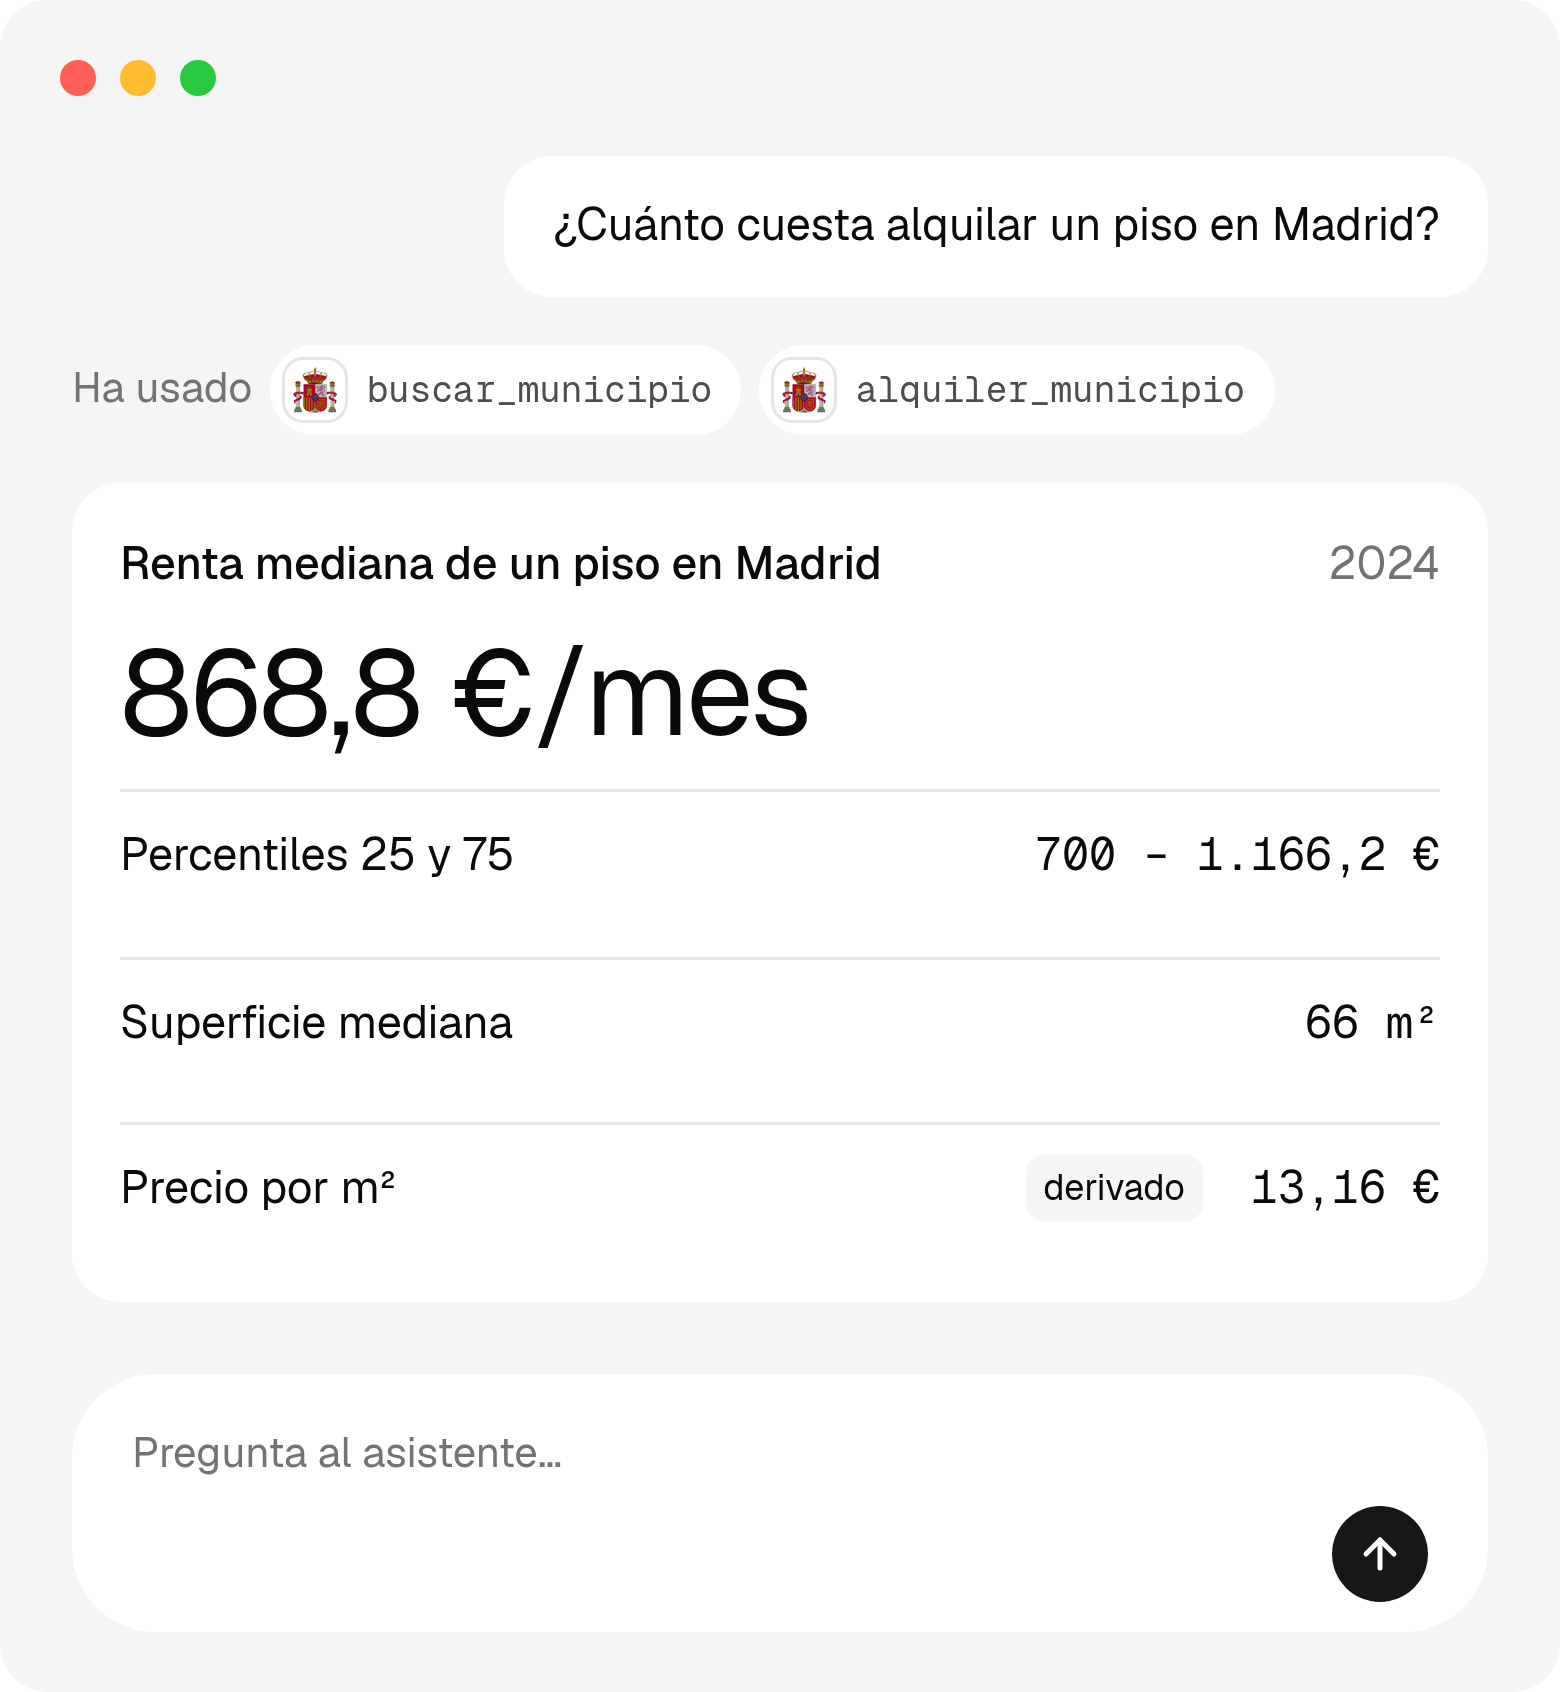 ¿Cuánto cuesta alquilar un piso en Madrid?
Ha usado buscar_municipio alquiler_municipio
Renta mediana de un piso en Madrid 2024
868,8 €/mes
Percentiles 25 y 75 700 – 1.166,2 €
Superficie mediana 66 m²
Precio por m² derivado 13,16 €
Pregunta al asistente…